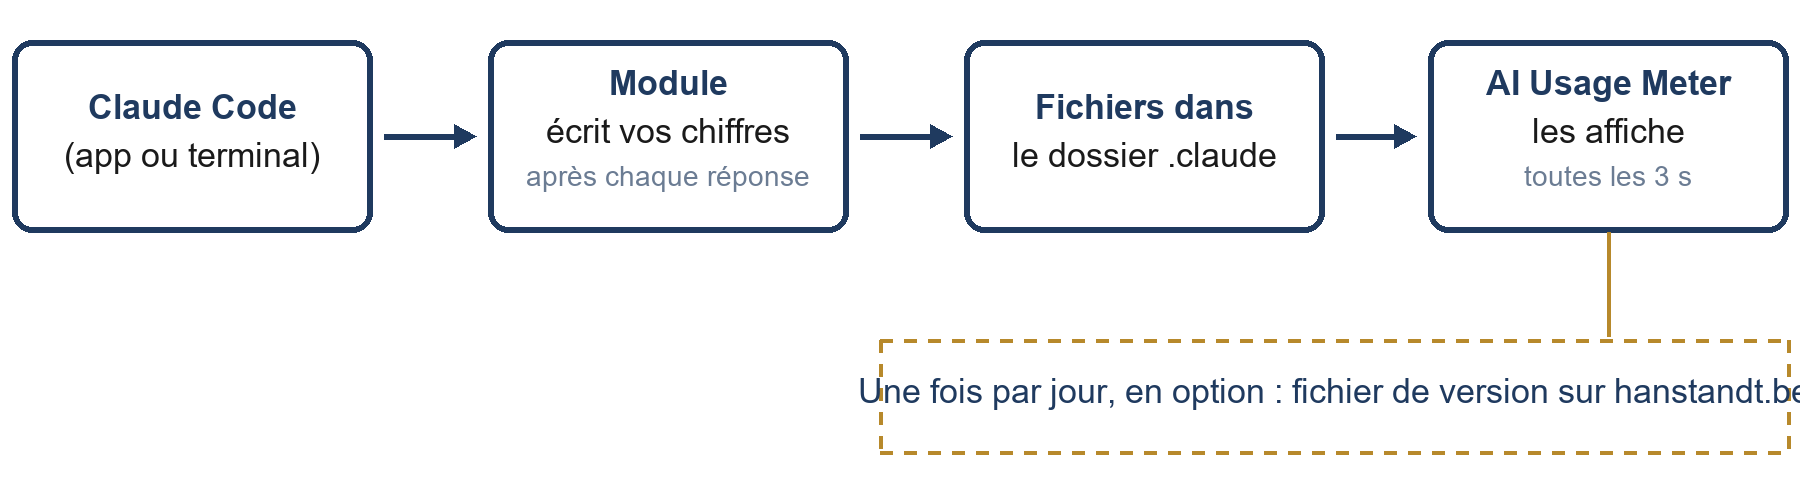 Claude Code
(app ou terminal)
Module
écrit vos chiffres
après chaque réponse
Fichiers dans
le dossier .claude
AI Usage Meter
les affiche
toutes les 3 s
Une fois par jour, en option : fichier de version sur hanstandt.be